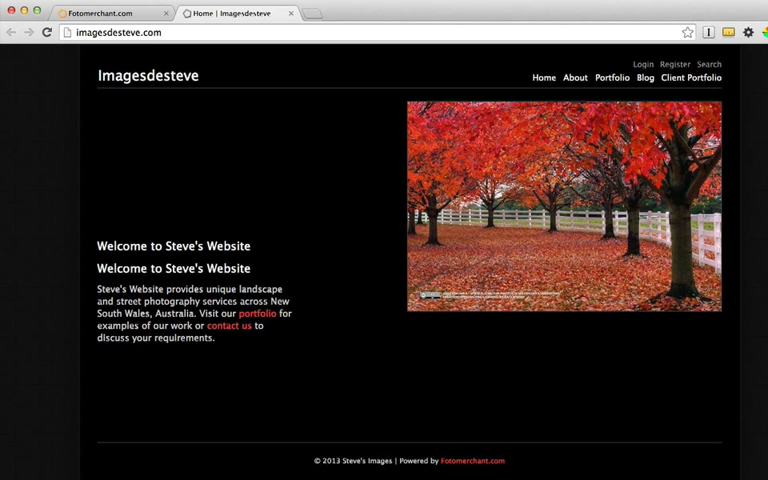 Fotomerchant.com
Home | Imagesdesteve
imagesdesteve.com
Login Register Search
Imagesdesteve
Home About Portfolio Blog Client Portfolio
Welcome to Steve's Website
Welcome to Steve's Website
Steve's Website provides unique landscape
and street photography services across New
South Wales, Australia. Visit our portfolio for
examples of our work or contact us to
discuss your requirements.
© 2013 Steve's Images | Powered by Fotomerchant.com